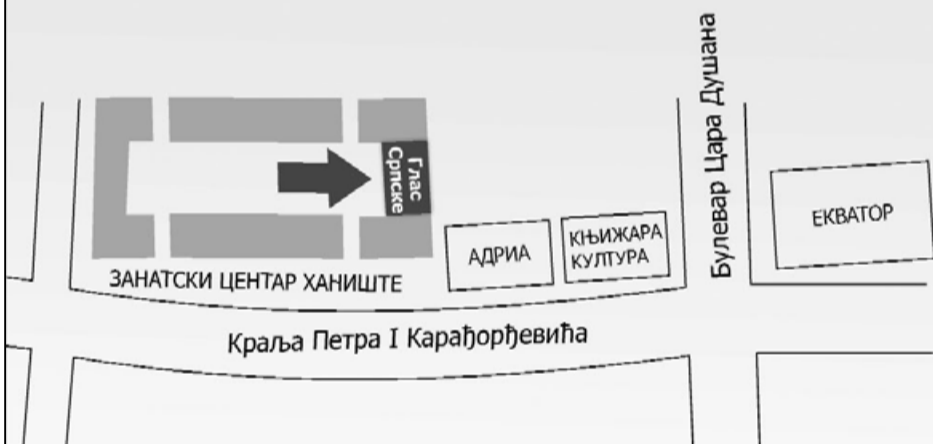 Глас
Српске
ЗАНАТСКИ ЦЕНТАР ХАНИШТЕ
АДРИА
КЊИЖАРА
КУЛТУРА
Булевар Цара Душана
ЕКВАТОР
Краља Петра I Карађорђевића